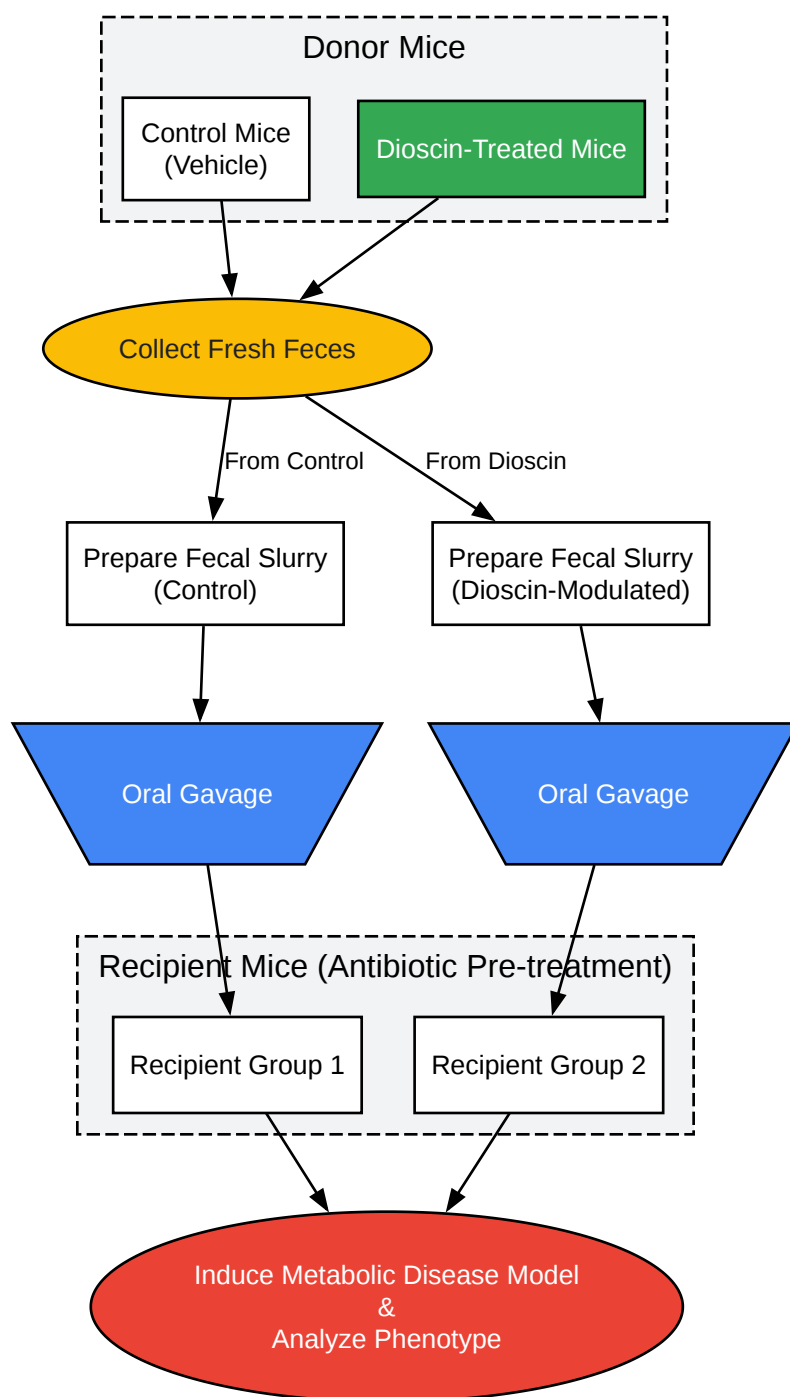 Donor Mice
Control Mice
(Vehicle)
Dioscin-Treated Mice
Collect Fresh Feces
From Control
From Dioscin
Prepare Fecal Slurry
(Control)
Prepare Fecal Slurry
(Dioscin-Modulated)
Oral Gavage
Oral Gavage
Recipient Mice (Antibiotic Pre-treatment)
Recipient Group 1
Recipient Group 2
Induce Metabolic Disease Model
&
Analyze Phenotype